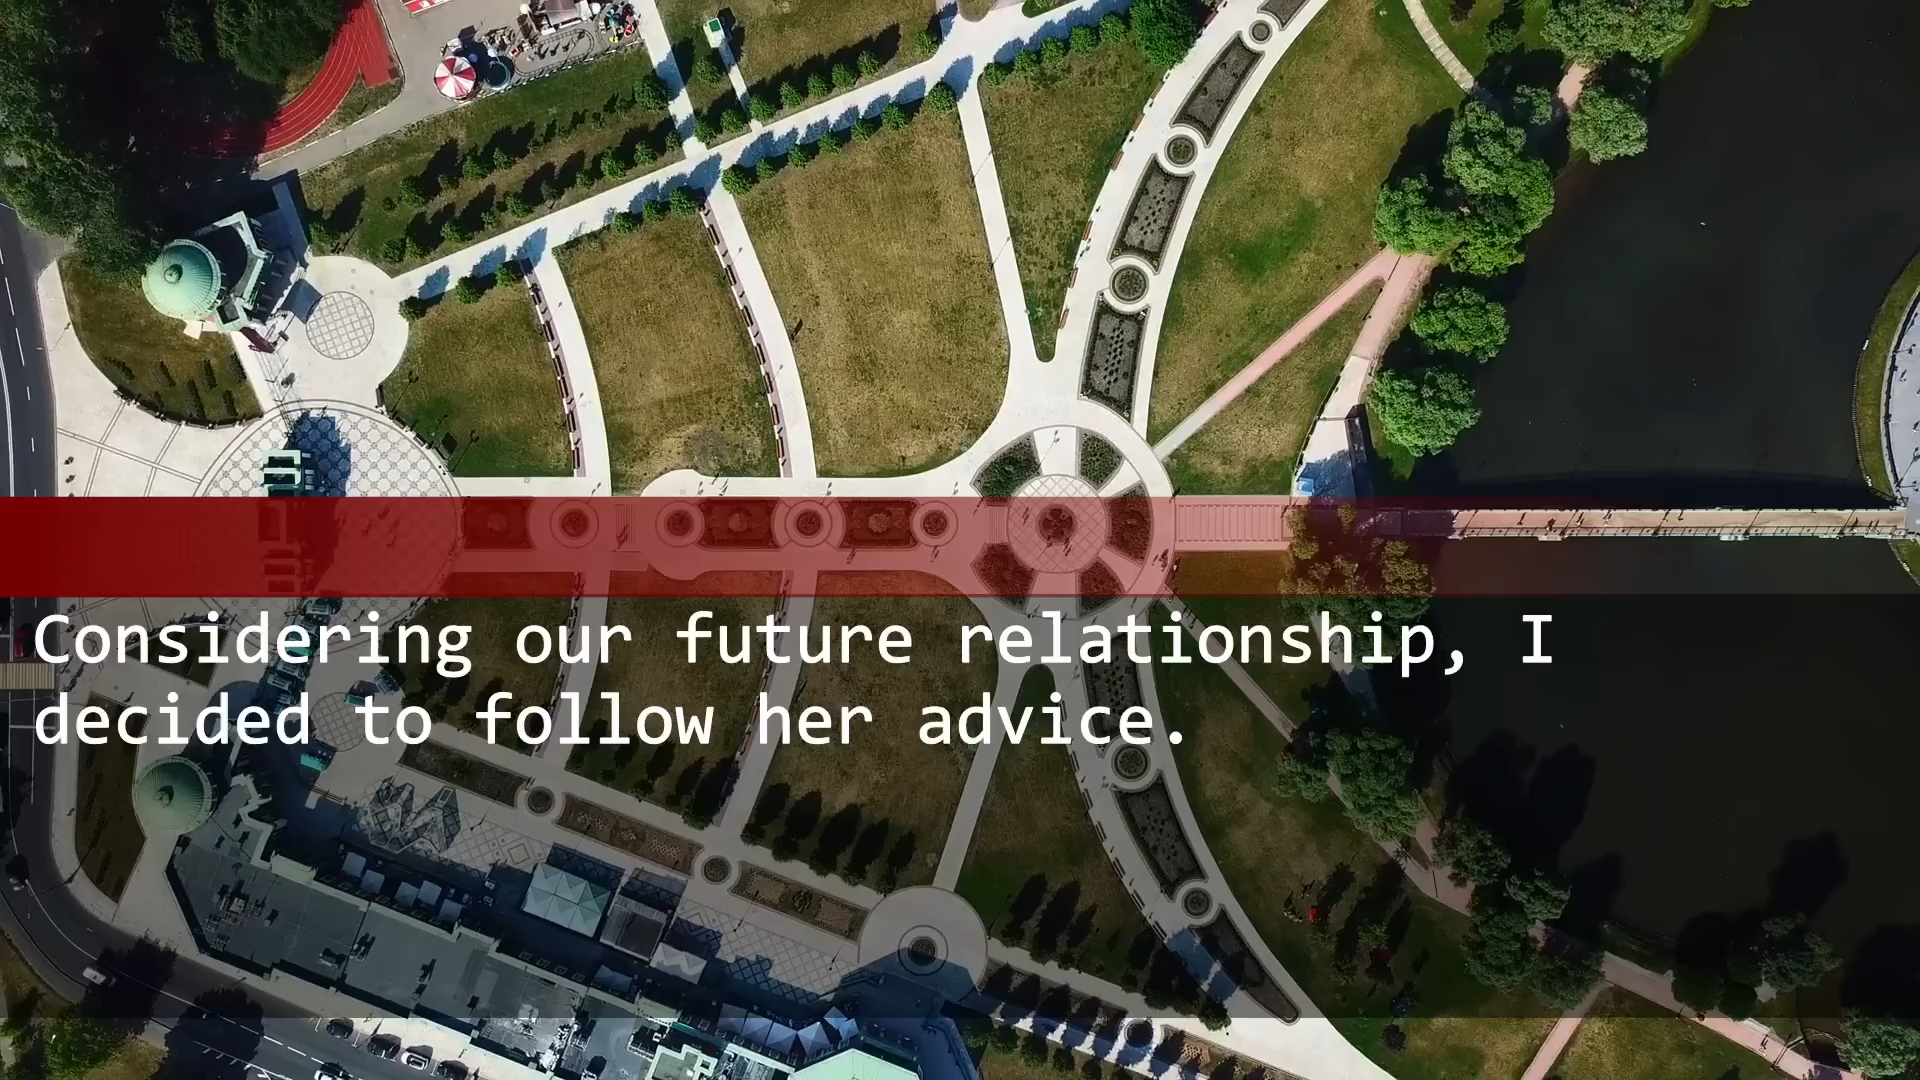 Considering our future relationship, I
decided to follow her advice.